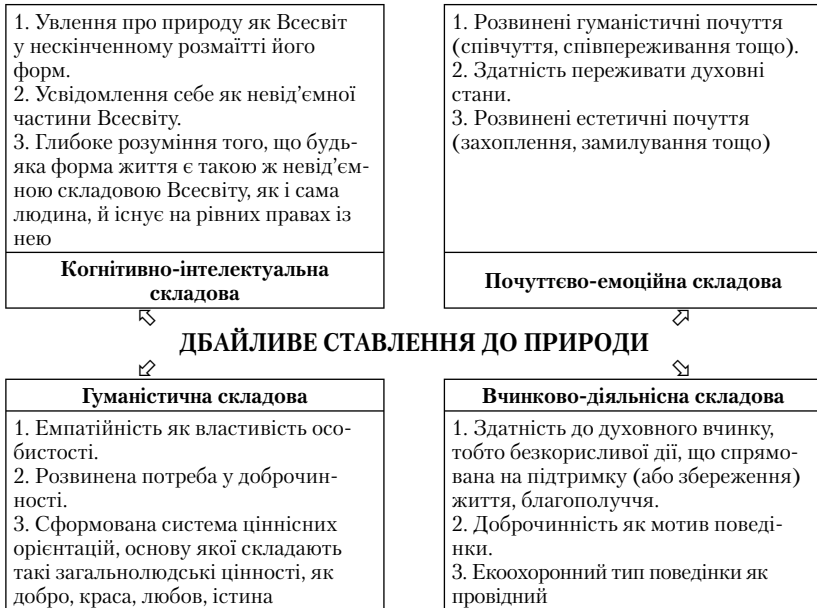 1. Увлення про природу як Всесвіт
у нескінченному розмаїтті його
форм.
2. Усвідомлення себе як невід'ємної
частини Всесвіту.
3. Глибоке розуміння того, що будь-
яка форма життя є такою ж невід'єм-
ною складовою Всесвіту, як і сама
людина, й існує на рівних правах із
нею
Когнітивно-інтелектуальна
складова
1. Розвинені гуманістичні почуття
(співчуття, співпереживання тощо).
2. Здатність переживати духовні
стани.
3. Розвинені естетичні почуття
(захоплення, замилування тощо)
Почуттєво-емоційна складова
ДБАЙЛИВЕ СТАВЛЕННЯ ДО ПРИРОДИ
Гуманістична складова
1. Емпатійність як властивість осо-
бистості.
2. Розвинена потреба у доброчин-
ності.
3. Сформована система ціннісних
орієнтацій, основу якої складають
такі загальнолюдські цінності, як
добро, краса, любов, істина
Вчинково-діяльнісна складова
1. Здатність до духовного вчинку,
тобто безкорисливої дії, що спрямо-
вана на підтримку (або збереження)
життя, благополуччя.
2. Доброчинність як мотив поведі-
нки.
3. Екоохоронний тип поведінки як
провідний